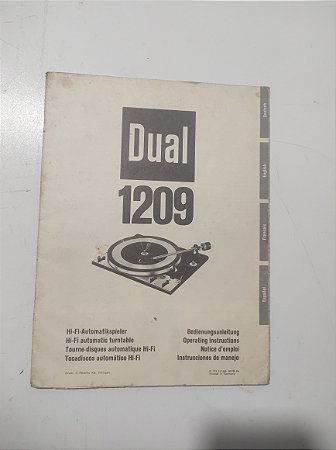 Dual
1209
Hi-Fi-Automatikspieler
Hi-Fi automatic turntable
Tourne-disques automatique Hi-Fi
Tocadiscos automático Hi-Fi
Bedienungsanleitung
Operating instructions
Notice d'emploi
Instrucciones de manejo
Deutsch
English
Français
Español